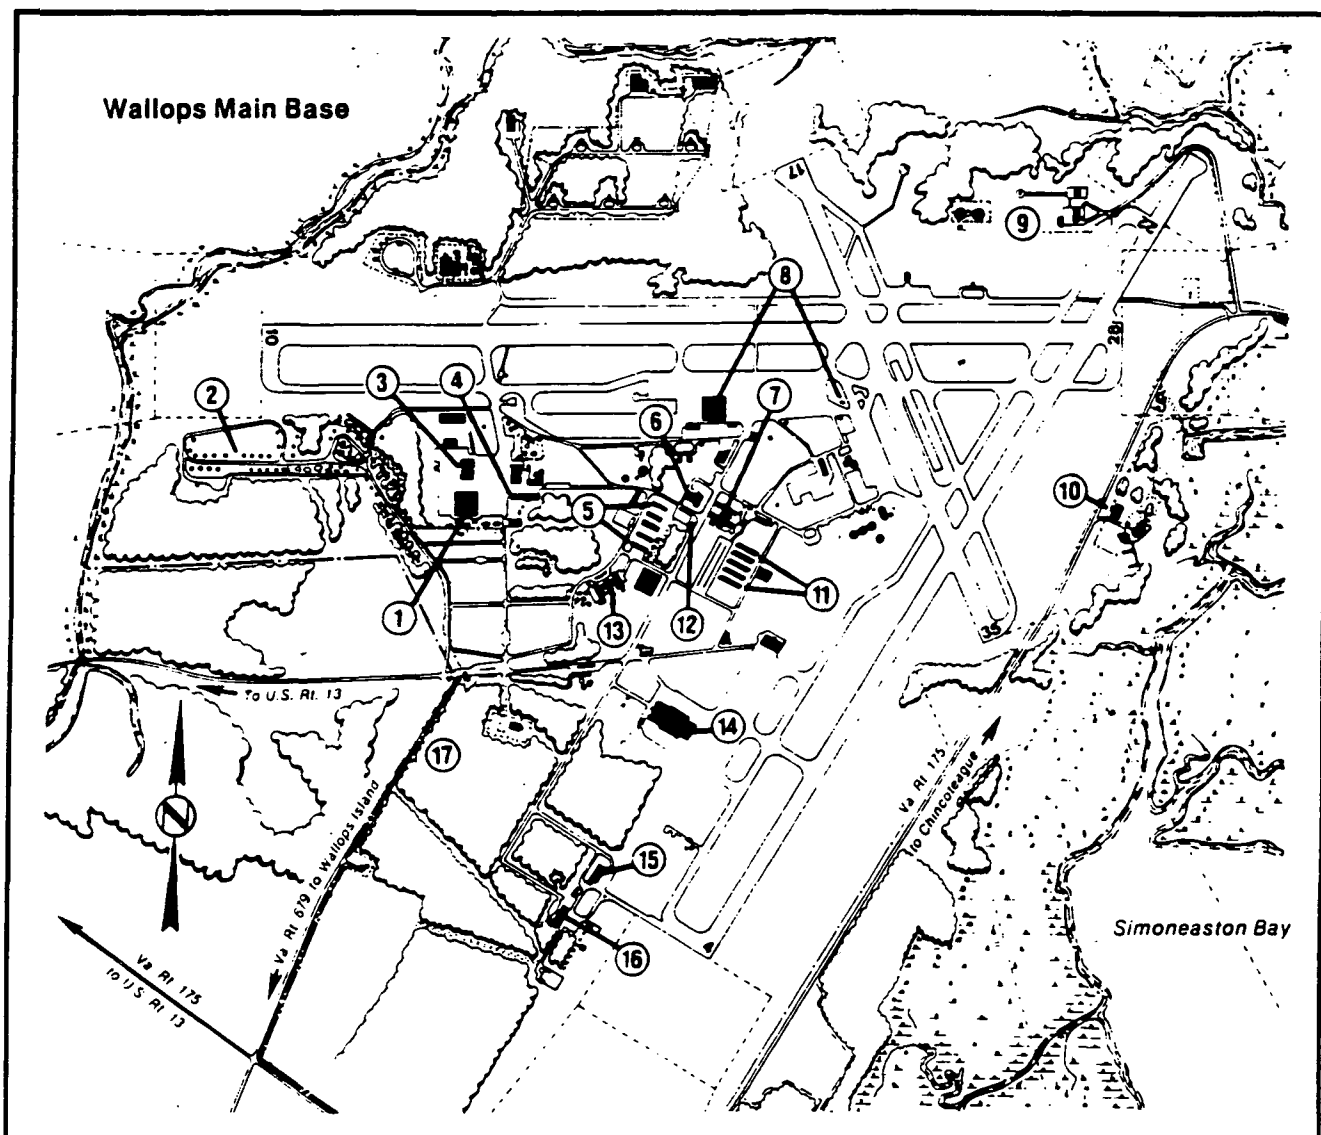 Wallops Main Base
17
9
8
10
28
2
3
4
7
6
10
5
1
13
12
11
35
To U.S. Rt. 13
14
17
N
Va Rt 175
to Chincoteague
Va Rt 679 to Wallops Island
15
4
16
Simoneaston Bay
Va Rt 175
to U.S. Rt 13